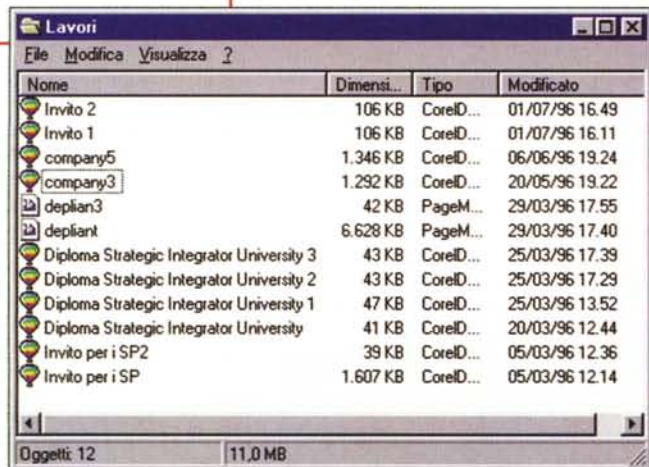 Lavori
File Modifica Visualizza ?
Nome Dimensi... Tipo Modificato
Invito 2 106 KB CorelD... 01/07/96 16.49
Invito 1 106 KB CorelD... 01/07/96 16.11
company5 1.346 KB CorelD... 06/06/96 19.24
company3 1.292 KB CorelD... 20/05/96 19.22
deplian3 42 KB PageM... 29/03/96 17.55
depliant 6.628 KB PageM... 29/03/96 17.40
Diploma Strategic Integrator University 3 43 KB CorelD... 25/03/96 17.39
Diploma Strategic Integrator University 2 43 KB CorelD... 25/03/96 17.29
Diploma Strategic Integrator University 1 47 KB CorelD... 25/03/96 13.52
Diploma Strategic Integrator University 41 KB CorelD... 20/03/96 12.44
Invito per i SP2 39 KB CorelD... 05/03/96 12.36
Invito per i SP 1.607 KB CorelD... 05/03/96 12.14
Oggetti: 12 11,0 MB